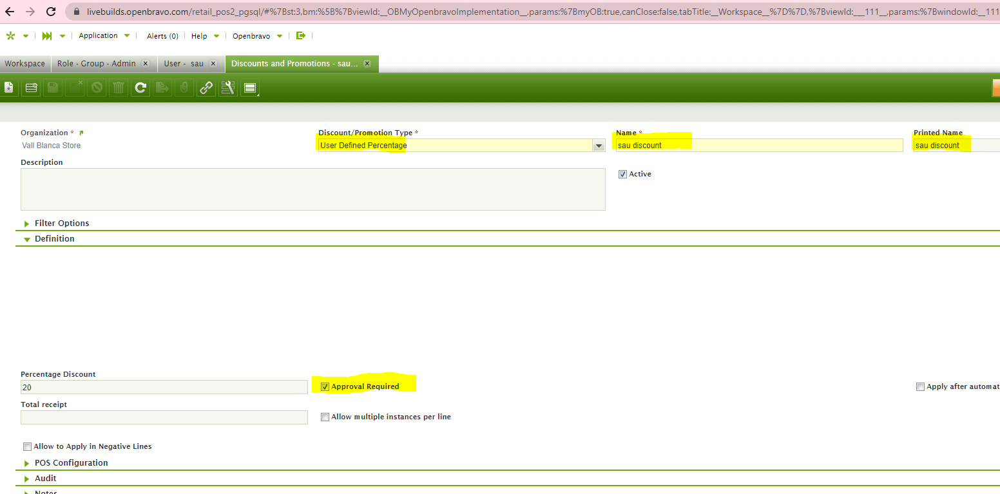 livebuilds.openbravo.com/retail_pos2_pgsql/#%7Bst:3,bm:%5B%7BviewId:__OBMyOpenbravoImplementation__,params:%7BmyOB:true,canClose:false,tabTitle:__Workspace__%7D%7D,%7BviewId:___111__,params:%7BwindowId:__111
Application Alerts (0) Help Openbravo
Workspace Role - Group - Admin x User - sau x Discounts and Promotions - sau... x
Organization * Discount/Promotion Type * Name * Printed Name
Vall Blanca Store User Defined Percentage sau discount sau discount
Description
Active
Filter Options
Definition
Percentage Discount
20 Approval Required Apply after automat
Total receipt
Allow multiple instances per line
Allow to Apply in Negative Lines
POS Configuration
Audit
Notes